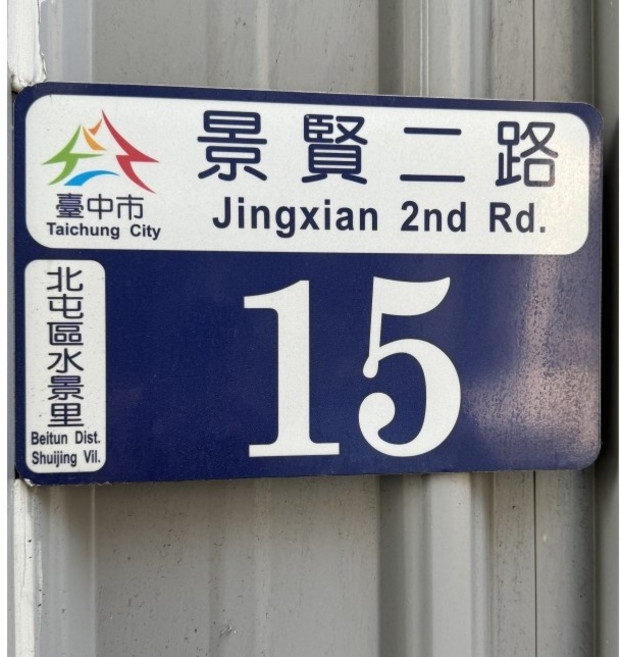 景賢二路
Jingxian 2nd Rd.
臺中市
Taichung City
北屯區水景里
Beitun Dist.
Shuijing Vil.
15